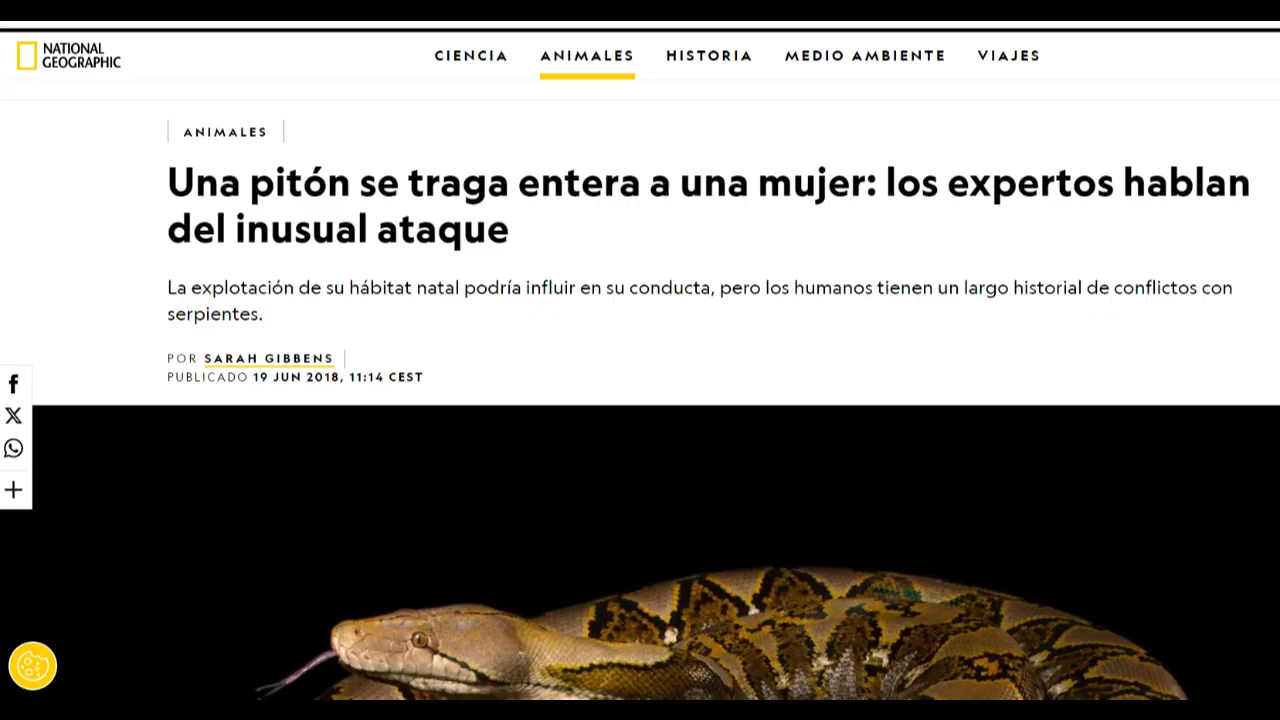 NATIONAL
GEOGRAPHIC
CIENCIA ANIMALES HISTORIA MEDIO AMBIENTE VIAJES
ANIMALES
Una pitón se traga entera a una mujer: los expertos hablan
del inusual ataque
La explotación de su hábitat natal podría influir en su conducta, pero los humanos tienen un largo historial de conflictos con
serpientes.
POR SARAH GIBBENS
PUBLICADO 19 JUN 2018, 11:14 CEST